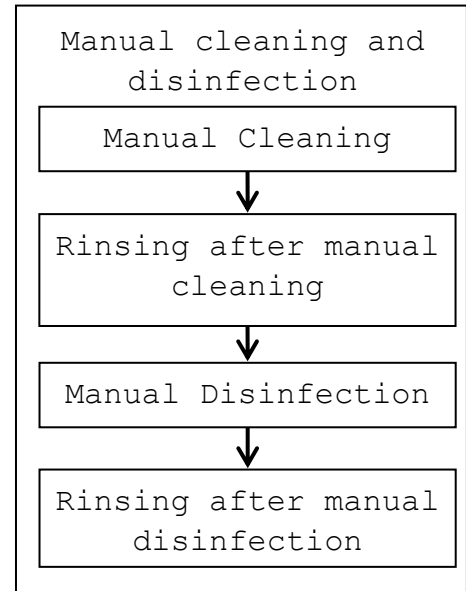 Manual cleaning and
disinfection
Manual Cleaning
Rinsing after manual
cleaning
Manual Disinfection
Rinsing after manual
disinfection